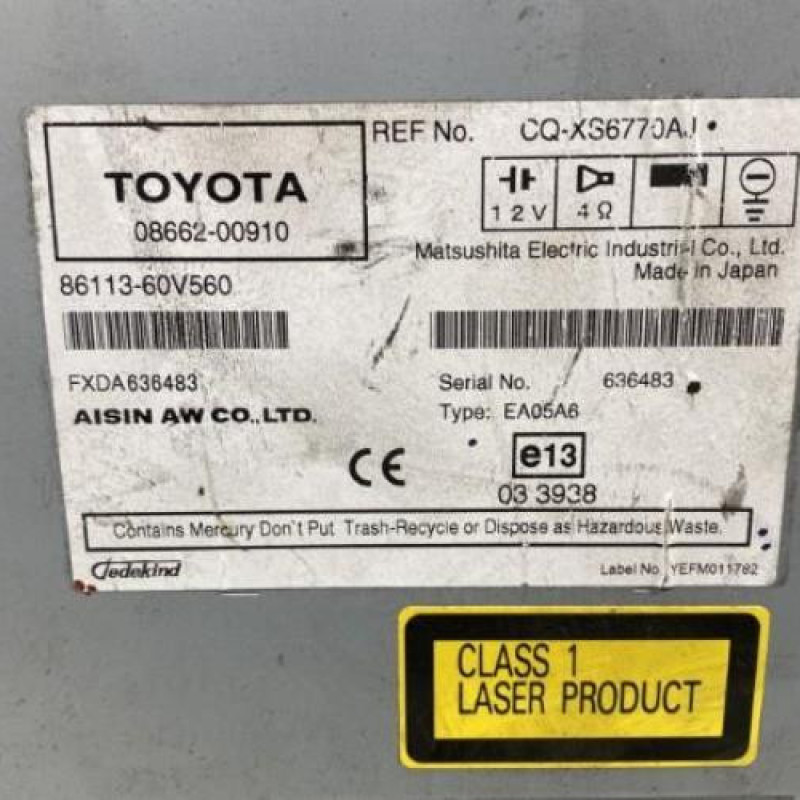 TOYOTA
08662-00910
REF No. CQ-XS6770AJ
12V 4Ω
Matsushita Electric Industrial Co., Ltd.
Made in Japan
86113-60V560
FXDA636483
AISIN AW CO., LTD.
Serial No. 636483
Type: EA05A6
CE
e13
03 3938
Contains Mercury Don't Put Trash-Recycle or Dispose as Hazardous Waste.
Gedekind
Label No. YEFM011782
CLASS 1
LASER PRODUCT